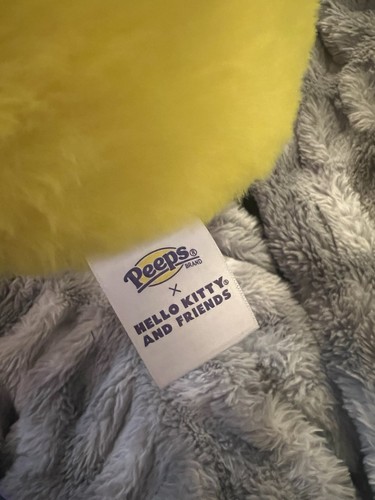 Peeps®
BRAND
×
HELLO KITTY®
AND FRIENDS